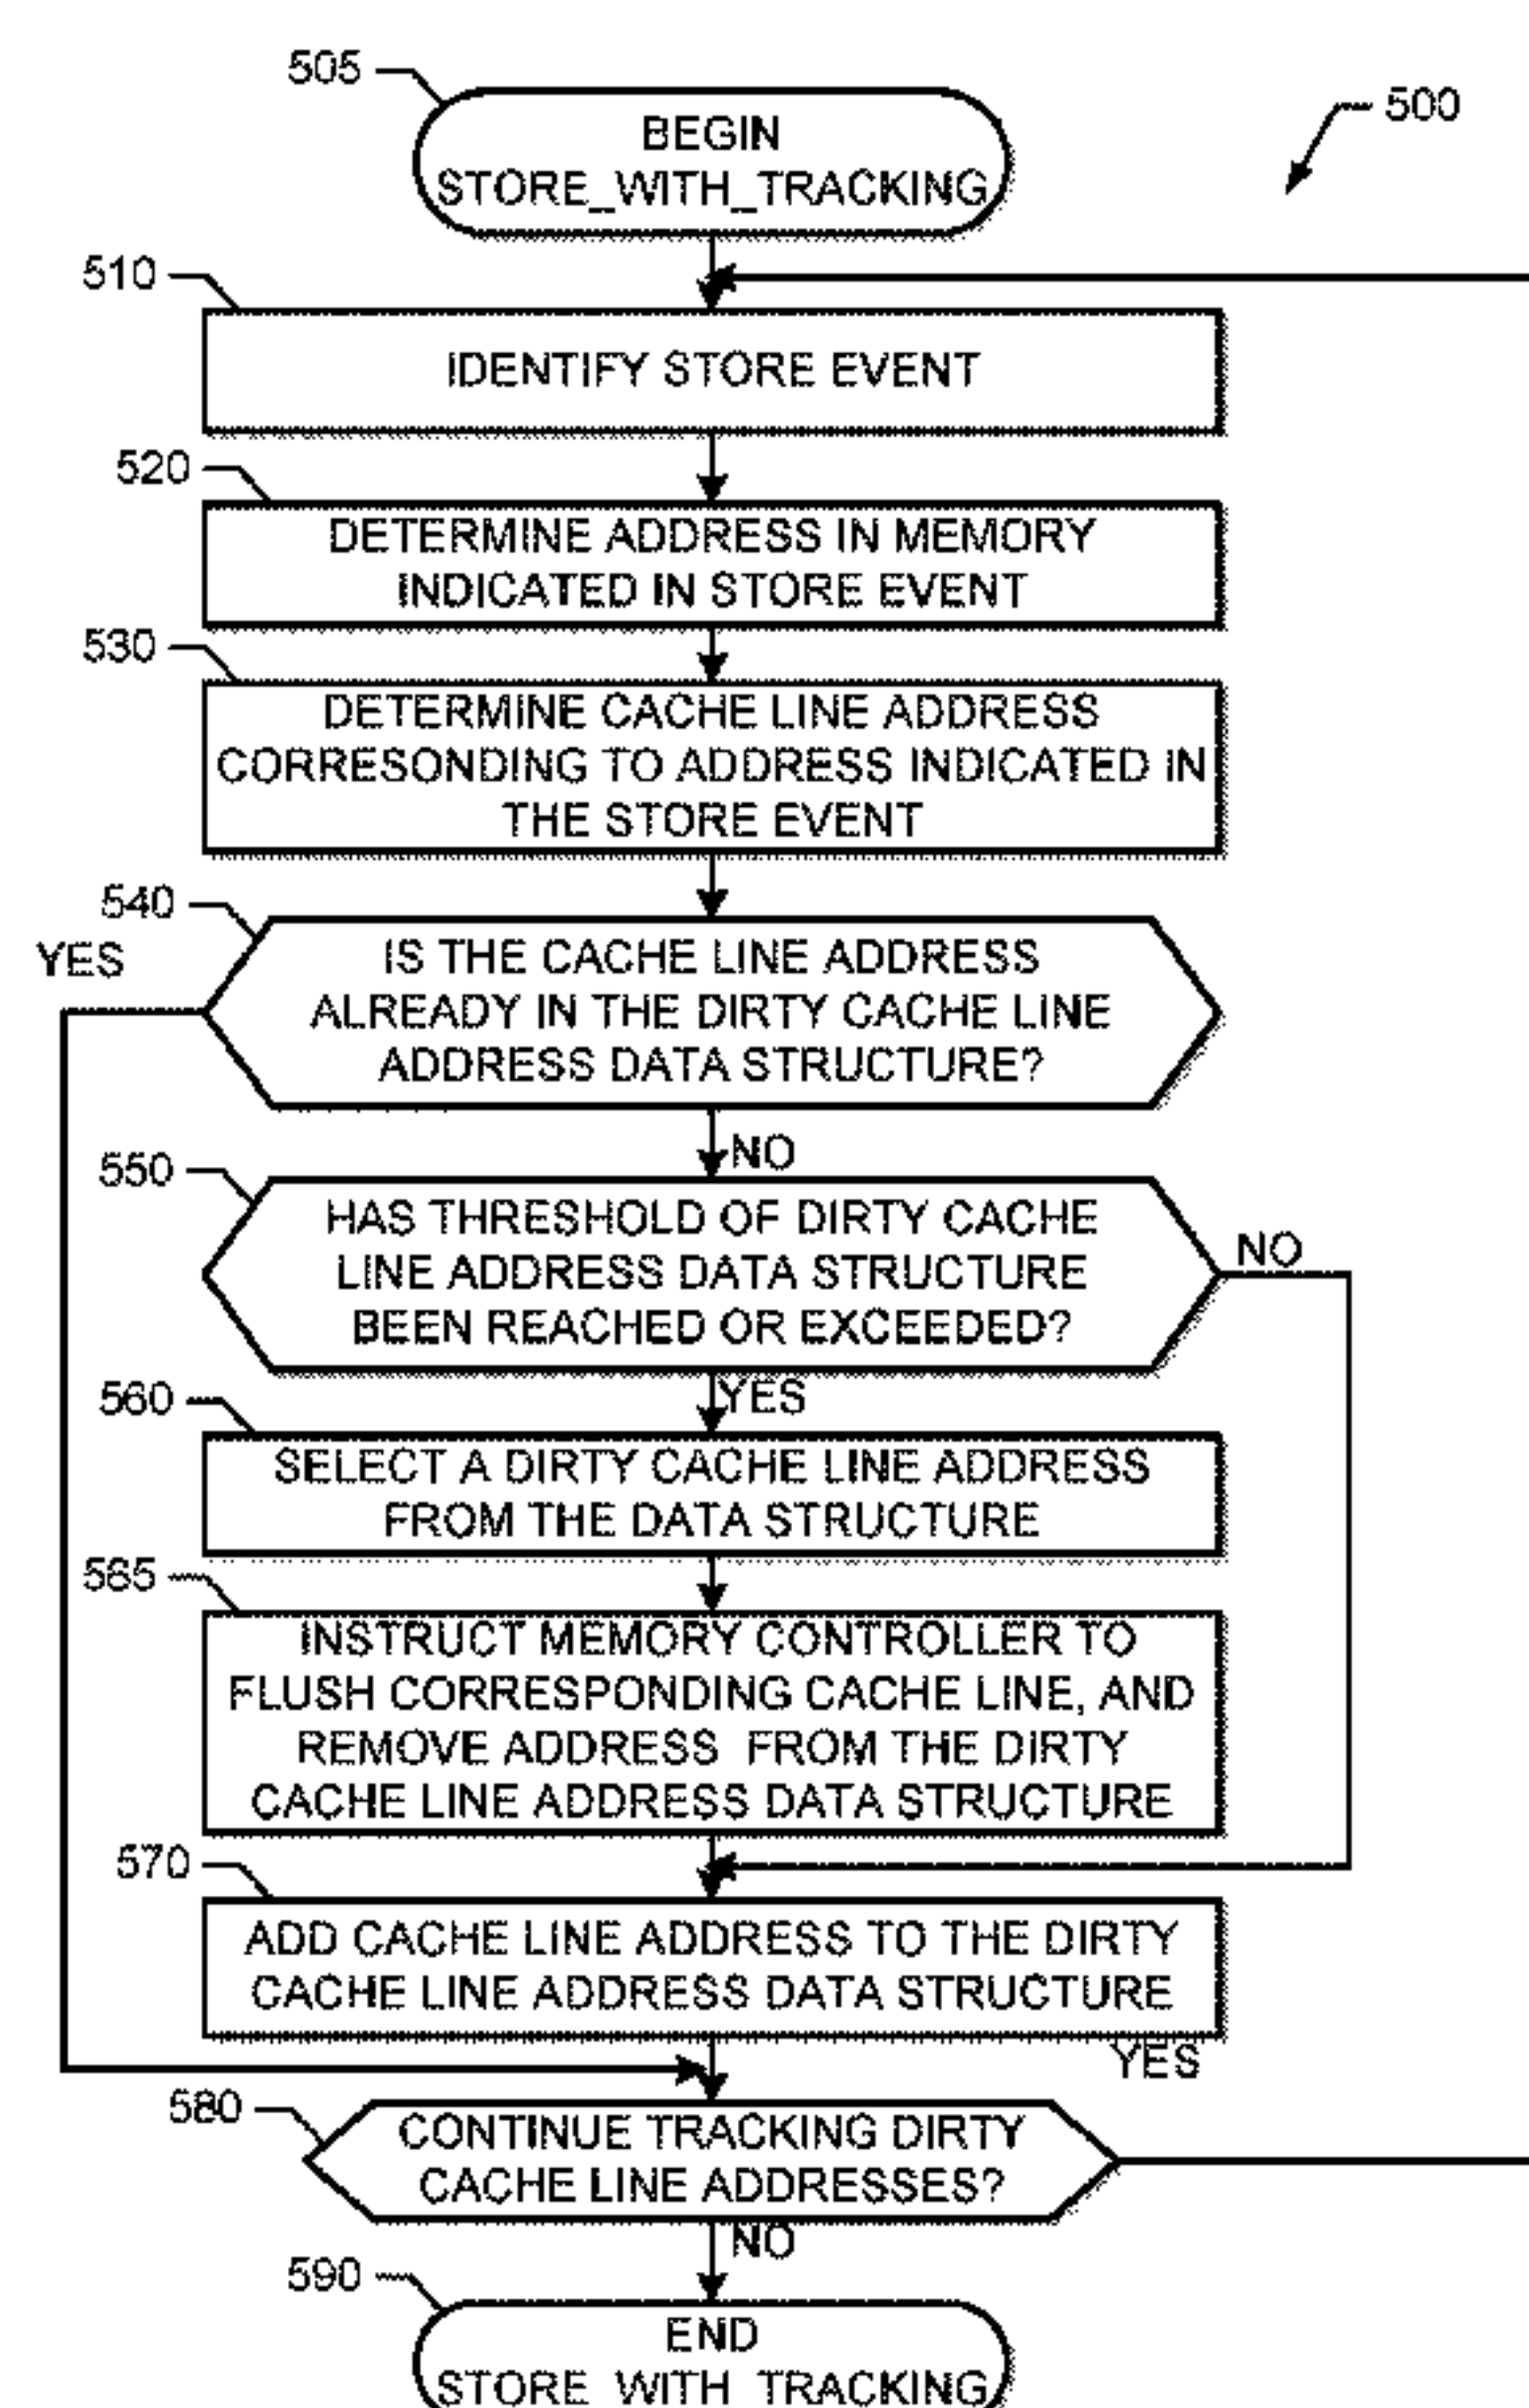 505
500
BEGIN
STORE_WITH_TRACKING
510
IDENTIFY STORE EVENT
520
DETERMINE ADDRESS IN MEMORY
INDICATED IN STORE EVENT
530
DETERMINE CACHE LINE ADDRESS
CORRESONDING TO ADDRESS INDICATED IN
THE STORE EVENT
540
YES
IS THE CACHE LINE ADDRESS
ALREADY IN THE DIRTY CACHE LINE
ADDRESS DATA STRUCTURE?
NO
550
HAS THRESHOLD OF DIRTY CACHE
LINE ADDRESS DATA STRUCTURE
BEEN REACHED OR EXCEEDED?
NO
YES
560
SELECT A DIRTY CACHE LINE ADDRESS
FROM THE DATA STRUCTURE
565
INSTRUCT MEMORY CONTROLLER TO
FLUSH CORRESPONDING CACHE LINE, AND
REMOVE ADDRESS FROM THE DIRTY
CACHE LINE ADDRESS DATA STRUCTURE
570
ADD CACHE LINE ADDRESS TO THE DIRTY
CACHE LINE ADDRESS DATA STRUCTURE
YES
580
CONTINUE TRACKING DIRTY
CACHE LINE ADDRESSES?
NO
590
END
STORE_WITH_TRACKING